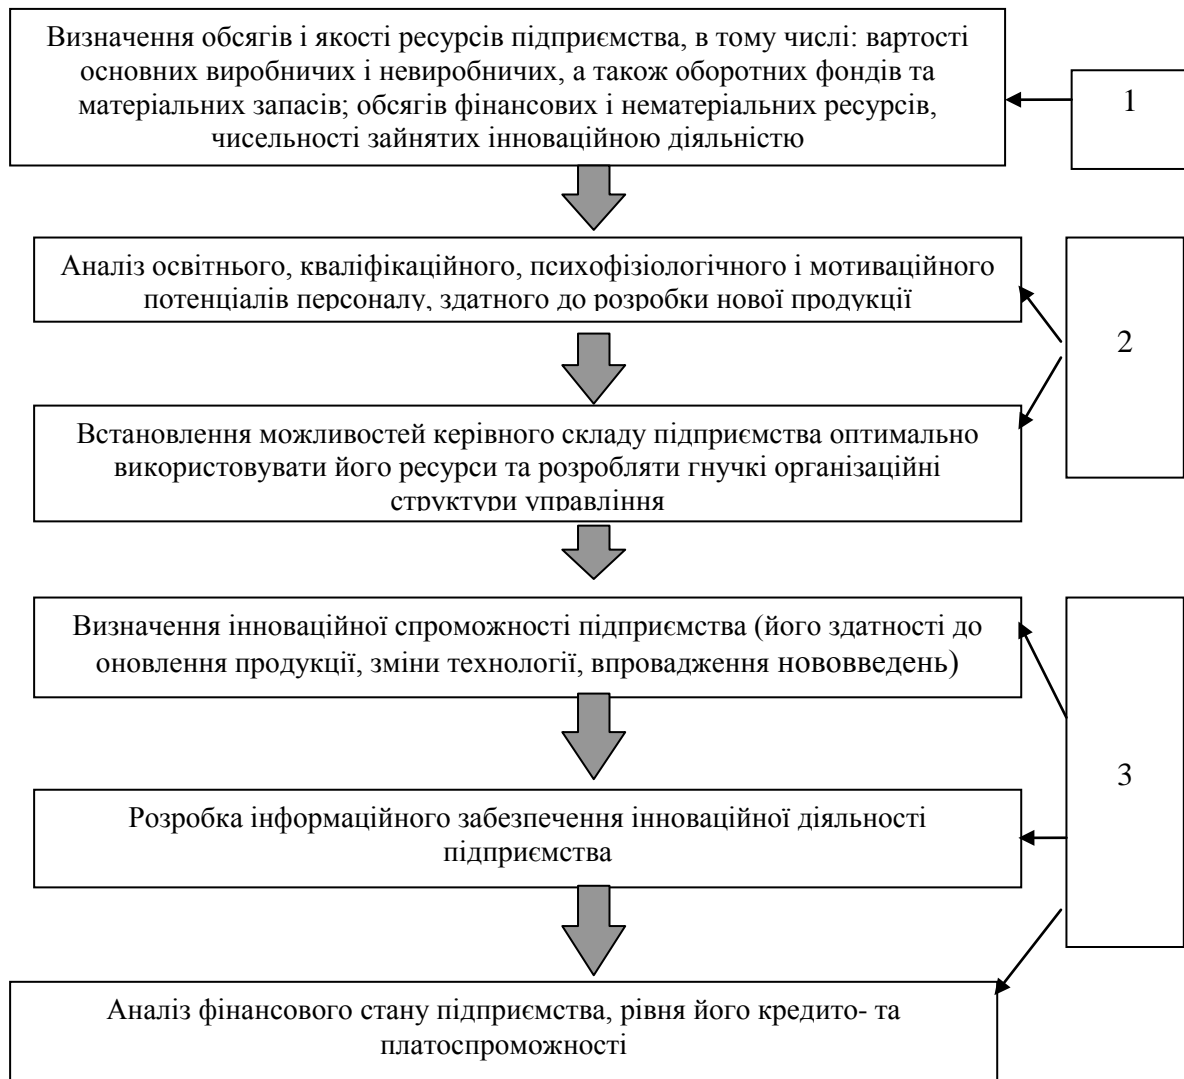 Визначення обсягів і якості ресурсів підприємства, в тому числі: вартості
основних виробничих і невиробничих, а також оборотних фондів та
матеріальних запасів; обсягів фінансових і нематеріальних ресурсів,
чисельності зайнятих інноваційною діяльністю
1
Аналіз освітнього, кваліфікаційного, психофізіологічного і мотиваційного
потенціалів персоналу, здатного до розробки нової продукції
2
Встановлення можливостей керівного складу підприємства оптимально
використовувати його ресурси та розробляти гнучкі організаційні
структури управління
Визначення інноваційної спроможності підприємства (його здатності до
оновлення продукції, зміни технології, впровадження нововведень)
3
Розробка інформаційного забезпечення інноваційної діяльності
підприємства
Аналіз фінансового стану підприємства, рівня його кредито- та
платоспроможності